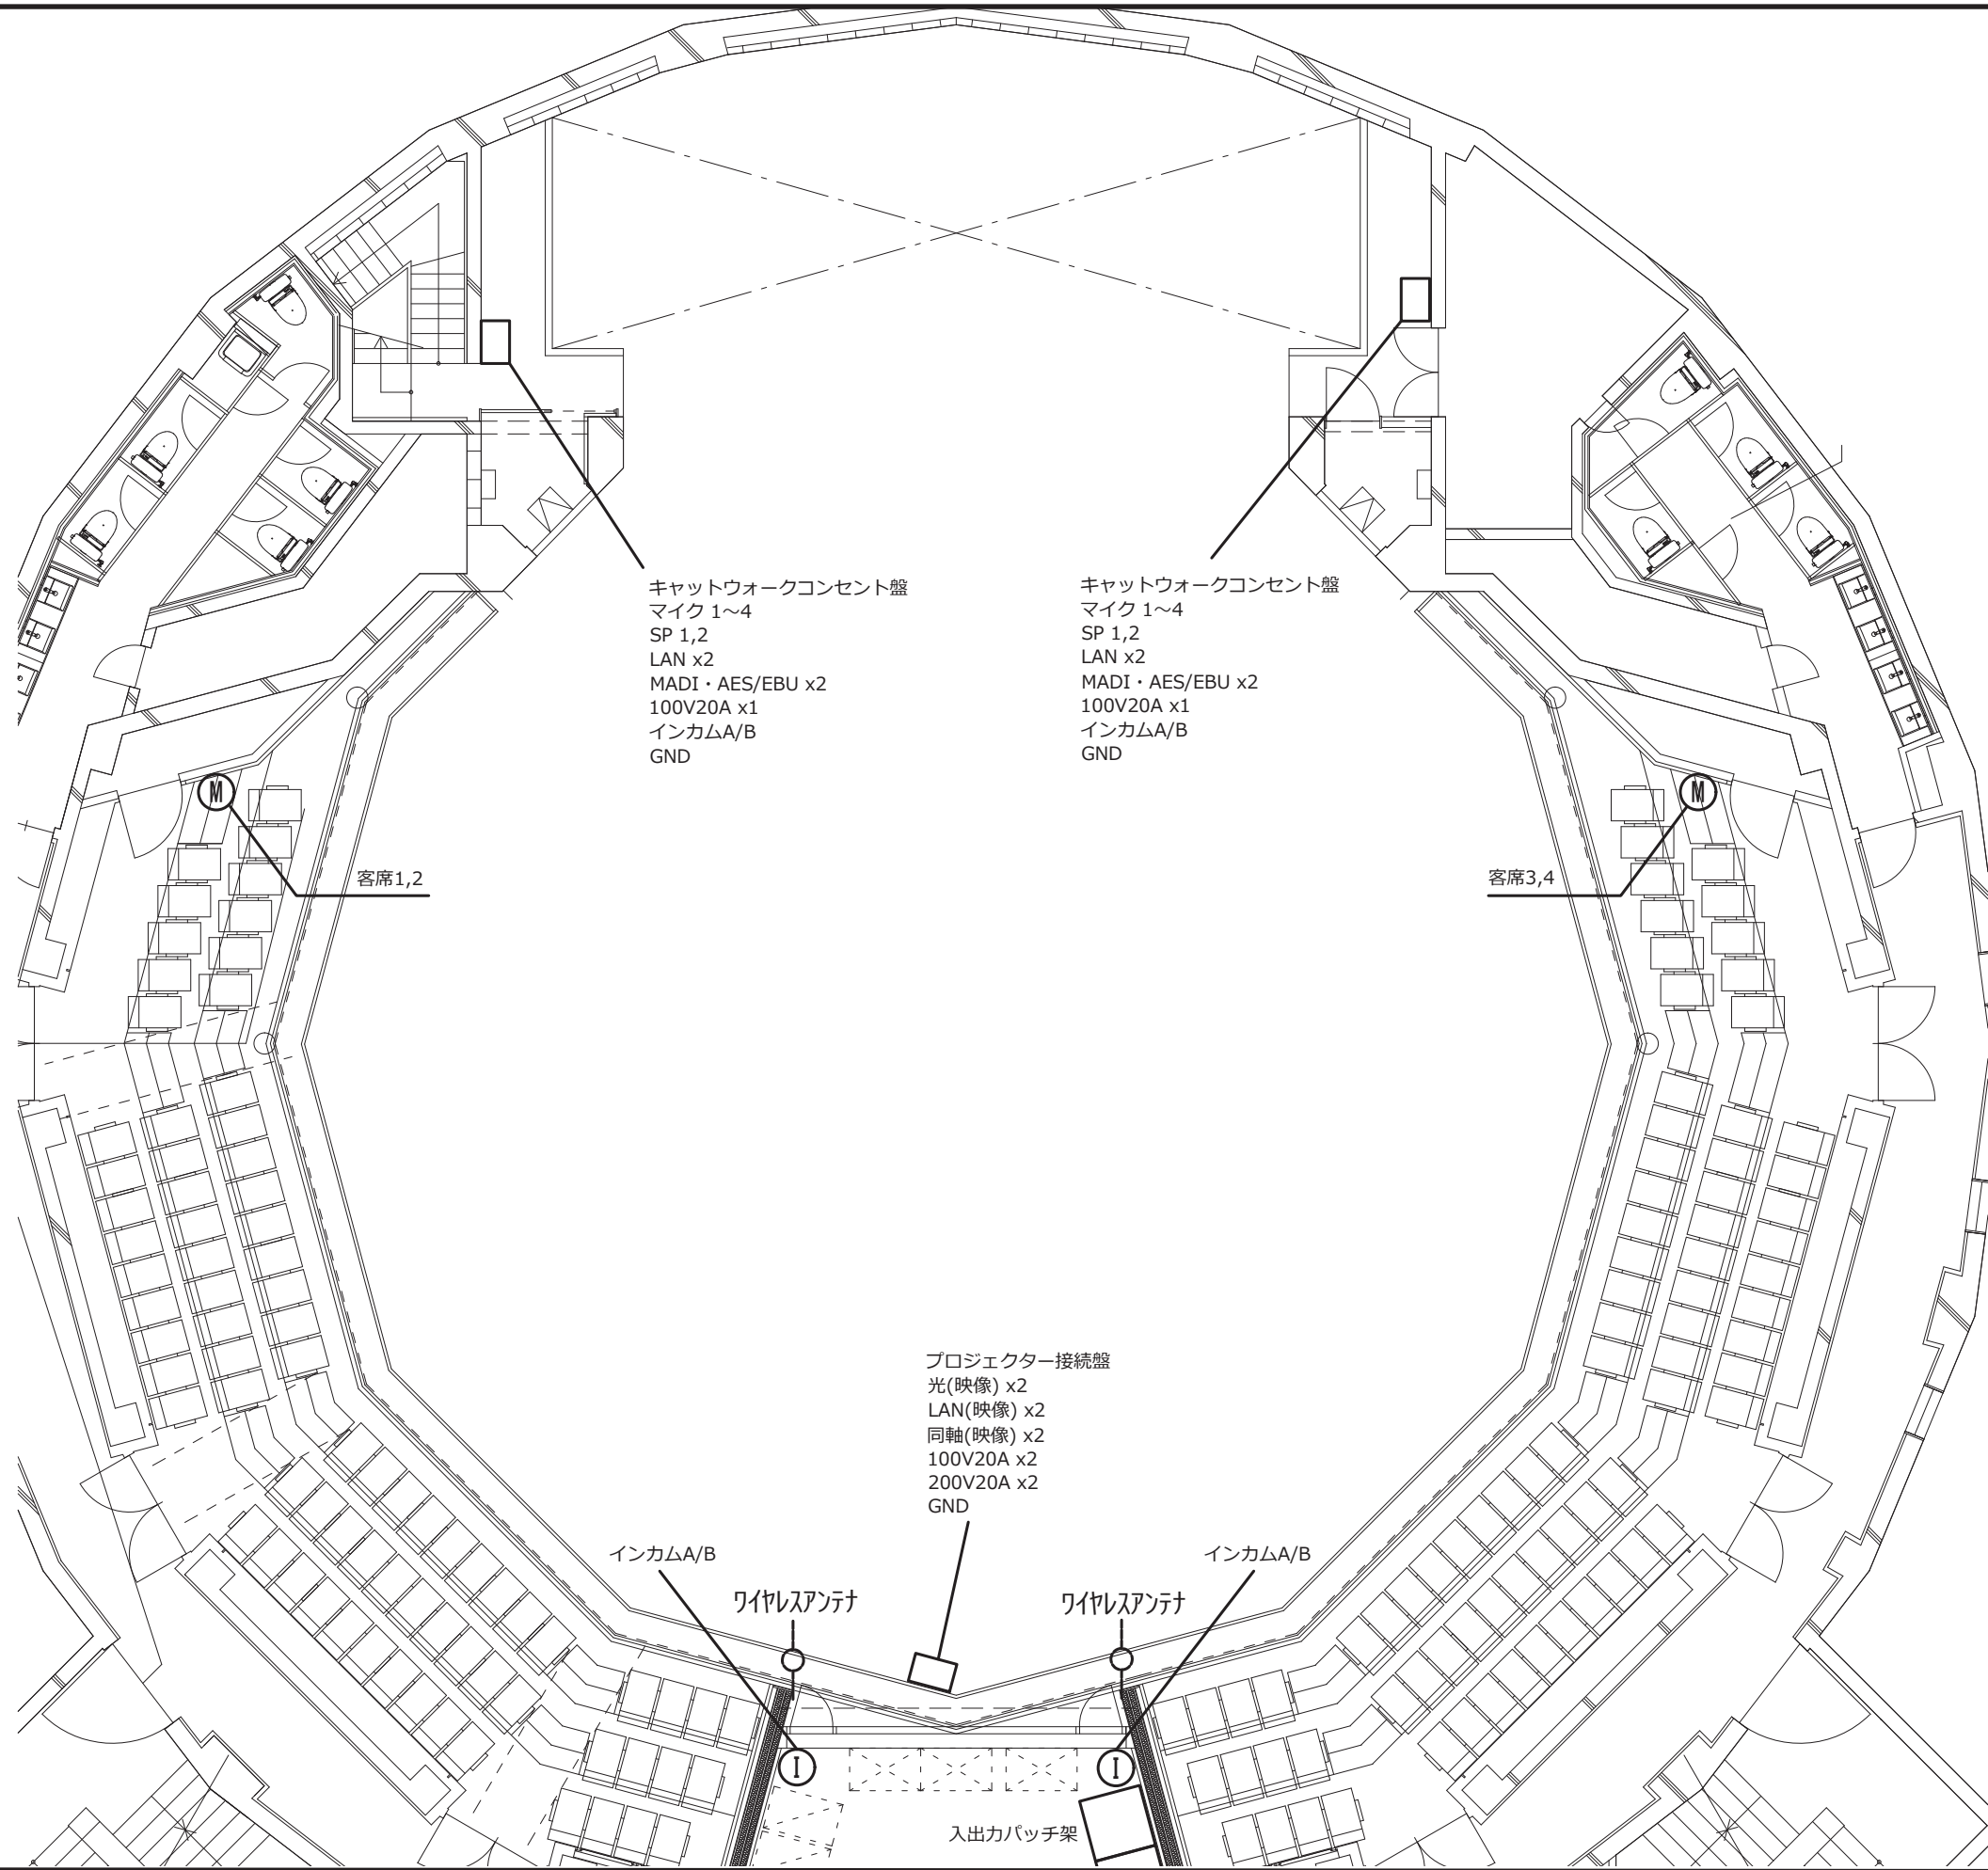 キャットウォークコンセント盤
マイク 1～4
SP 1,2
LAN x2
MADI・AES/EBU x2
100V20A x1
インカムA/B
GND
キャットウォークコンセント盤
マイク 1～4
SP 1,2
LAN x2
MADI・AES/EBU x2
100V20A x1
インカムA/B
GND
M
客席1,2
M
客席3,4
プロジェクター接続盤
光(映像) x2
LAN(映像) x2
同軸(映像) x2
100V20A x2
200V20A x2
GND
インカムA/B
インカムA/B
ワイヤレスアンテナ
ワイヤレスアンテナ
I
I
入出力パッチ架